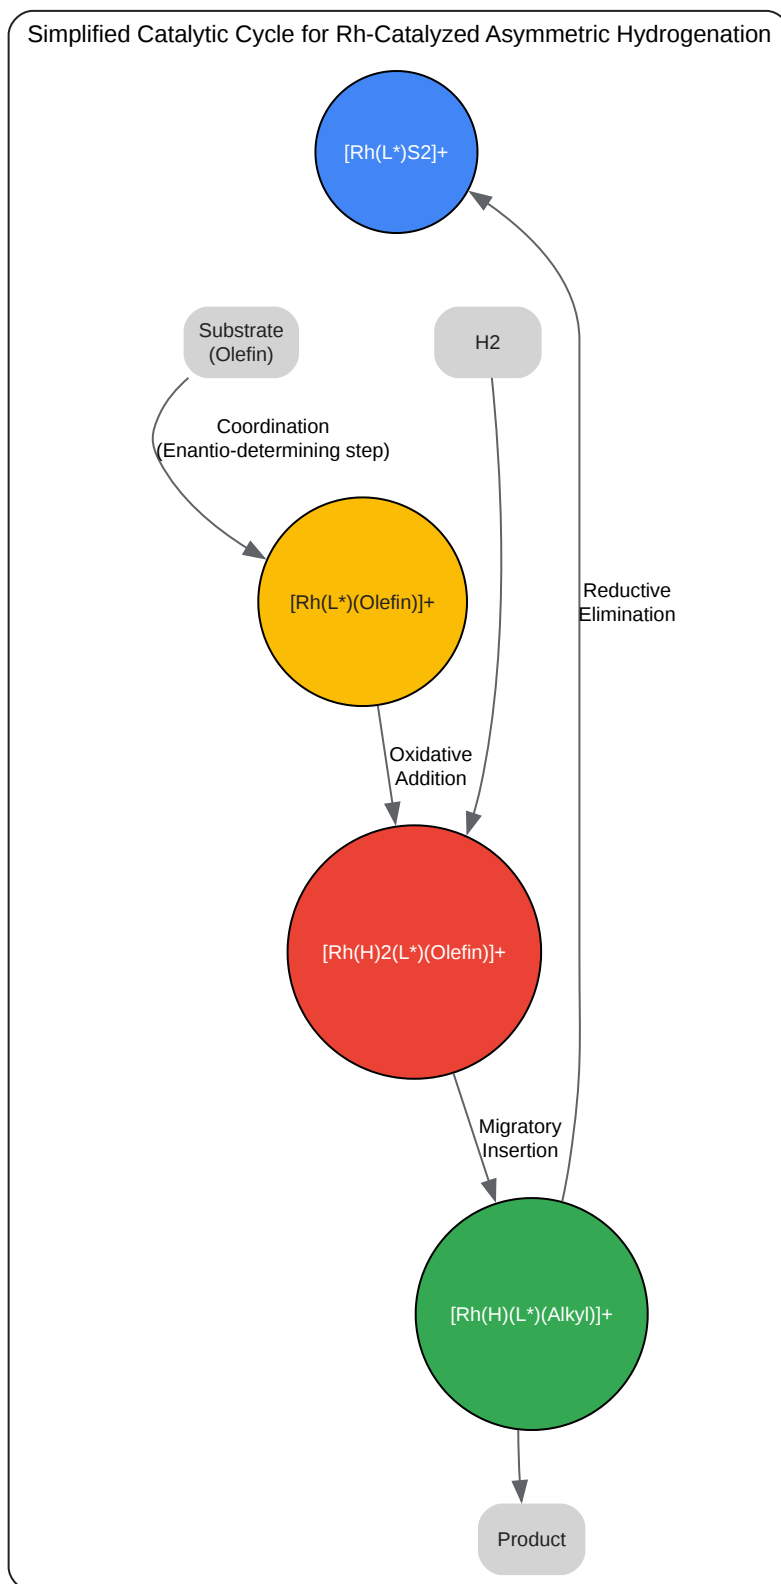 Simplified Catalytic Cycle for Rh-Catalyzed Asymmetric Hydrogenation
[Rh(L*)S2]+
Substrate
(Olefin)
H2
Coordination
(Enantio-determining step)
[Rh(L*)(Olefin)]+
Reductive
Elimination
Oxidative
Addition
[Rh(H)2(L*)(Olefin)]+
Migratory
Insertion
[Rh(H)(L*)(Alkyl)]+
Product